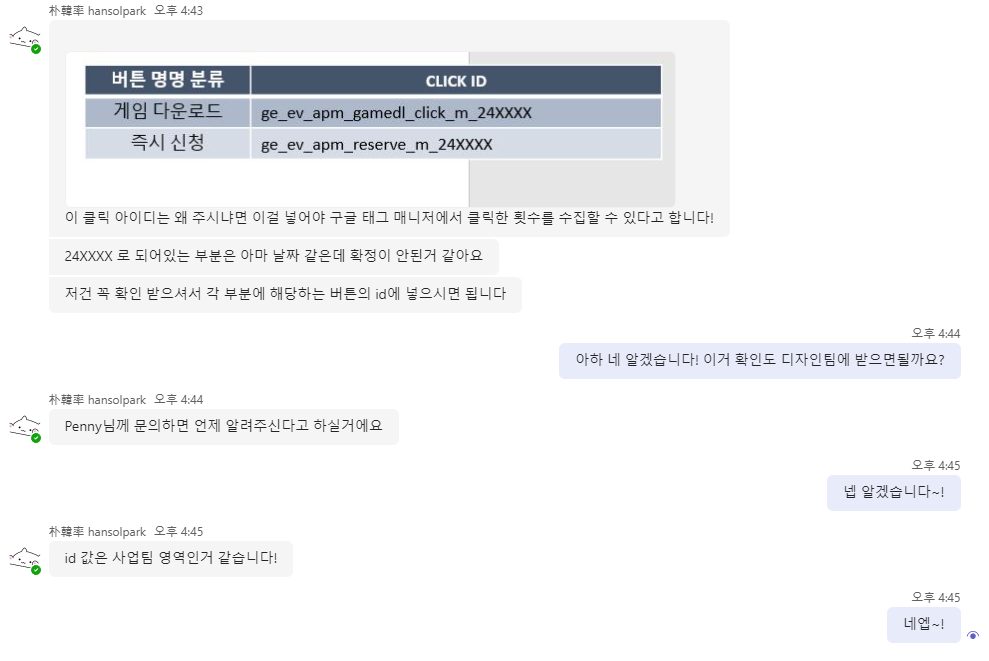 朴韓率 hansolpark 오후 4:43
버튼 명명 분류 CLICK ID
게임 다운로드 ge_ev_apm_gamedl_click_m_24XXXX
즉시 신청 ge_ev_apm_reserve_m_24XXXX
이 클릭 아이디는 왜 주시냐면 이걸 넣어야 구글 태그 매니저에서 클릭한 횟수를 수집할 수 있다고 합니다!
24XXXX 로 되어있는 부분은 아마 날짜 같은데 확정이 안된거 같아요
저건 꼭 확인 받으셔서 각 부분에 해당하는 버튼의 id에 넣으시면 됩니다
오후 4:44
아하 네 알겠습니다! 이거 확인도 디자인팀에 받으면될까요?
朴韓率 hansolpark 오후 4:44
Penny님께 문의하면 언제 알려주신다고 하실거에요
오후 4:45
넵 알겠습니다~!
朴韓率 hansolpark 오후 4:45
id 값은 사업팀 영역인거 같습니다!
오후 4:45
네엡~!